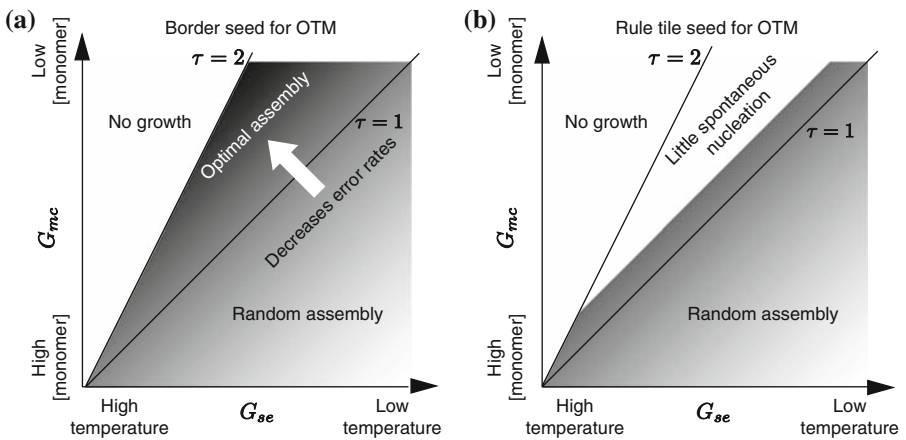 (a)
Border seed for OTM
Low
[monomer]
τ = 2
No growth
Optimal assembly
τ = 1
Decreases error rates
G_mc
Random assembly
High
[monomer]
High
temperature
G_se
Low
temperature
(b)
Rule tile seed for OTM
Low
[monomer]
τ = 2
No growth
Little spontaneous
nucleation
τ = 1
G_mc
Random assembly
High
[monomer]
High
temperature
G_se
Low
temperature